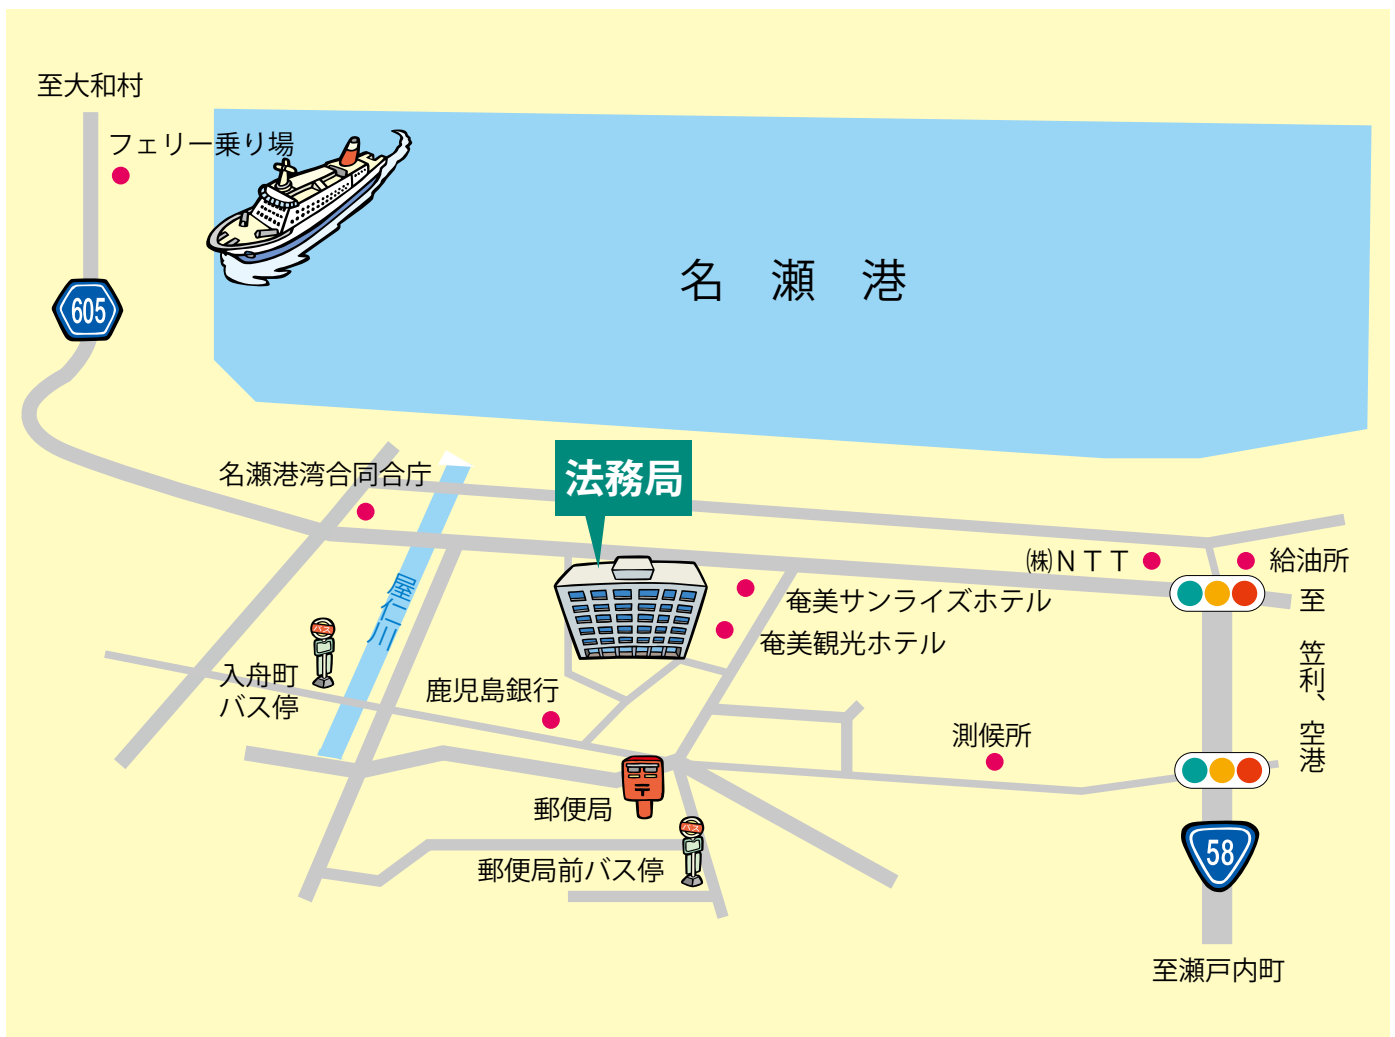 至大和村
フェリー乗り場
605
名瀬港
名瀬港湾合同合庁
法務局
㈱ＮＴＴ
給油所
至
笠利、空港
奄美サンライズホテル
奄美観光ホテル
屋仁川
バス
入舟町
バス停
鹿児島銀行
測候所
〒
郵便局
バス
郵便局前バス停
58
至瀬戸内町